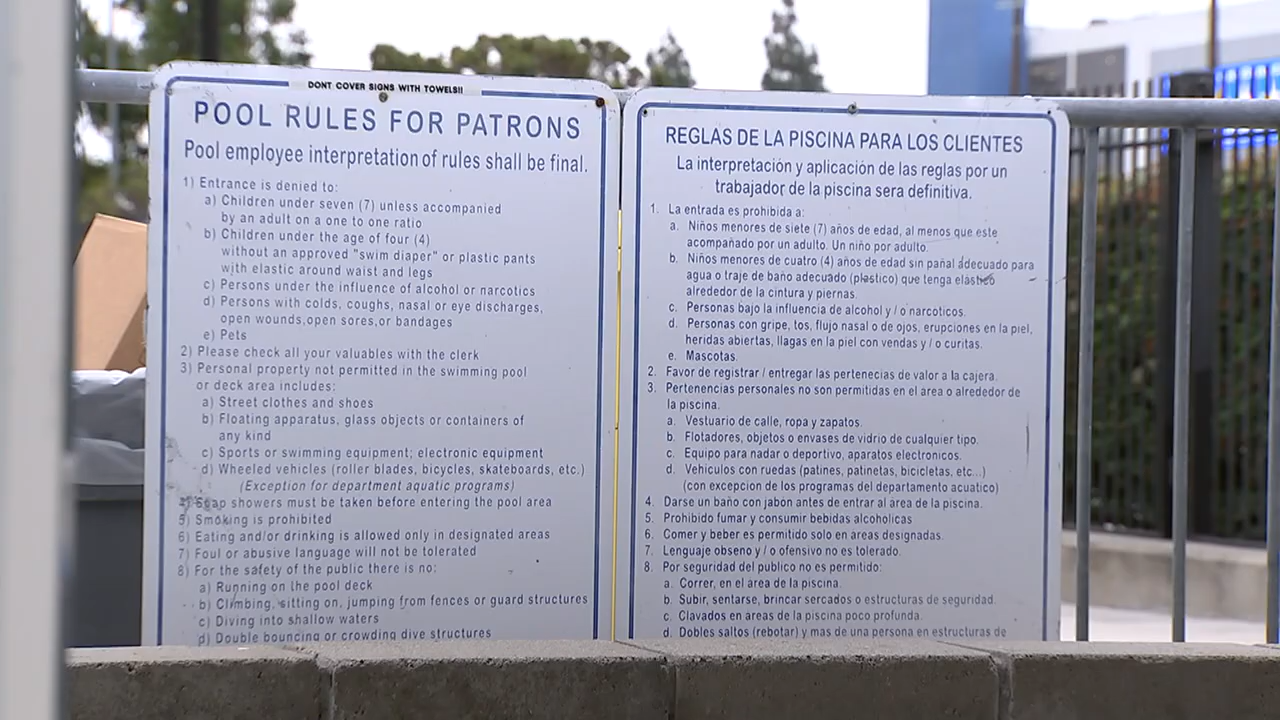 DONT COVER SIGNS WITH TOWELS!!
POOL RULES FOR PATRONS
Pool employee interpretation of rules shall be final.
1) Entrance is denied to:
a) Children under seven (7) unless accompanied
by an adult on a one to one ratio
b) Children under the age of four (4)
without an approved "swim diaper" or plastic pants
with elastic around waist and legs
c) Persons under the influence of alcohol or narcotics
d) Persons with colds, coughs, nasal or eye discharges,
open wounds,open sores,or bandages
e) Pets
2) Please check all your valuables with the clerk
3) Personal property not permitted in the swimming pool
or deck area includes:
a) Street clothes and shoes
b) Floating apparatus, glass objects or containers of
any kind
c) Sports or swimming equipment; electronic equipment
d) Wheeled vehicles (roller blades, bicycles, skateboards, etc.)
(Exception for department aquatic programs)
4) Soap showers must be taken before entering the pool area
5) Smoking is prohibited
6) Eating and/or drinking is allowed only in designated areas
7) Foul or abusive language will not be tolerated
8) For the safety of the public there is no:
a) Running on the pool deck
b) Climbing, sitting on, jumping from fences or guard structures
c) Diving into shallow waters
d) Double bouncing or crowding dive structures
REGLAS DE LA PISCINA PARA LOS CLIENTES
La interpretación y aplicación de las reglas por un
trabajador de la piscina sera definitiva.
1. La entrada es prohibida a:
a. Niños menores de siete (7) años de edad, al menos que este
acompañado por un adulto. Un niño por adulto.
b. Niños menores de cuatro (4) años de edad sin pañal adecuado para
agua o traje de baño adecuado (plastico) que tenga elastico
alrededor de la cintura y piernas.
c. Personas bajo la influencia de alcohol y / o narcoticos.
d. Personas con gripe, tos, flujo nasal o de ojos, erupciones en la piel,
heridas abiertas, llagas en la piel con vendas y / o curitas.
e. Mascotas.
2. Favor de registrar / entregar las pertenecias de valor a la cajera.
3. Pertenencias personales no son permitidas en el area o alrededor de
la piscina.
a. Vestuario de calle, ropa y zapatos.
b. Flotadores, objetos o envases de vidrio de cualquier tipo.
c. Equipo para nadar o deportivo, aparatos electronicos.
d. Vehiculos con ruedas (patines, patinetas, bicicletas, etc...)
(con excepcion de los programas del departamento acuatico)
4. Darse un baño con jabón antes de entrar al área de la piscina.
5. Prohibido fumar y consumir bebidas alcoholicas
6. Comer y beber es permitido solo en areas designadas.
7. Lenguaje obseno y / o ofensivo no es tolerado.
8. Por seguridad del publico no es permitido:
a. Correr, en el área de la piscina.
b. Subir, sentarse, brincar sercados o estructuras de seguridad.
c. Clavados en areas de la piscina poco profunda.
d. Dobles saltos (rebotar) y mas de una persona en estructuras de